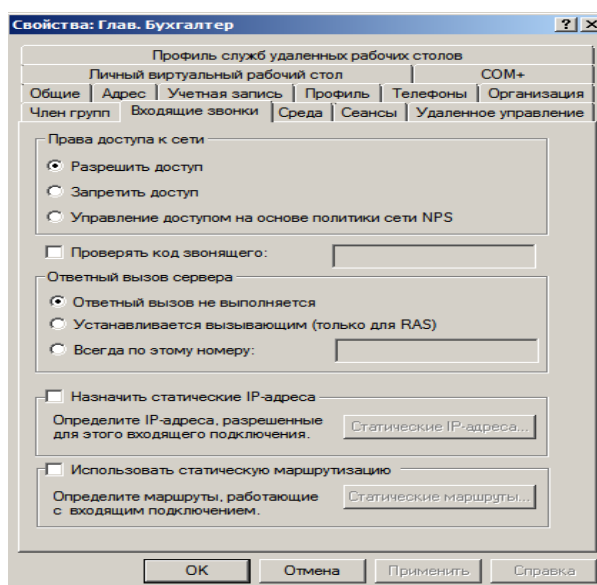 Свойства: Глав. Бухгалтер
Профиль служб удаленных рабочих столов
Личный виртуальный рабочий стол COM+
Общие Адрес Учетная запись Профиль Телефоны Организация
Член групп Входящие звонки Среда Сеансы Удаленное управление
Права доступа к сети
Разрешить доступ
Запретить доступ
Управление доступом на основе политики сети NPS
Проверять код звонящего:
Ответный вызов сервера
Ответный вызов не выполняется
Устанавливается вызывающим (только для RAS)
Всегда по этому номеру:
Назначить статические IP-адреса
Определите IP-адреса, разрешенные
для этого входящего подключения.
Статические IP-адреса...
Использовать статическую маршрутизацию
Определите маршруты, работающие
с входящим подключением.
Статические маршруты...
OK Отмена Применить Справка